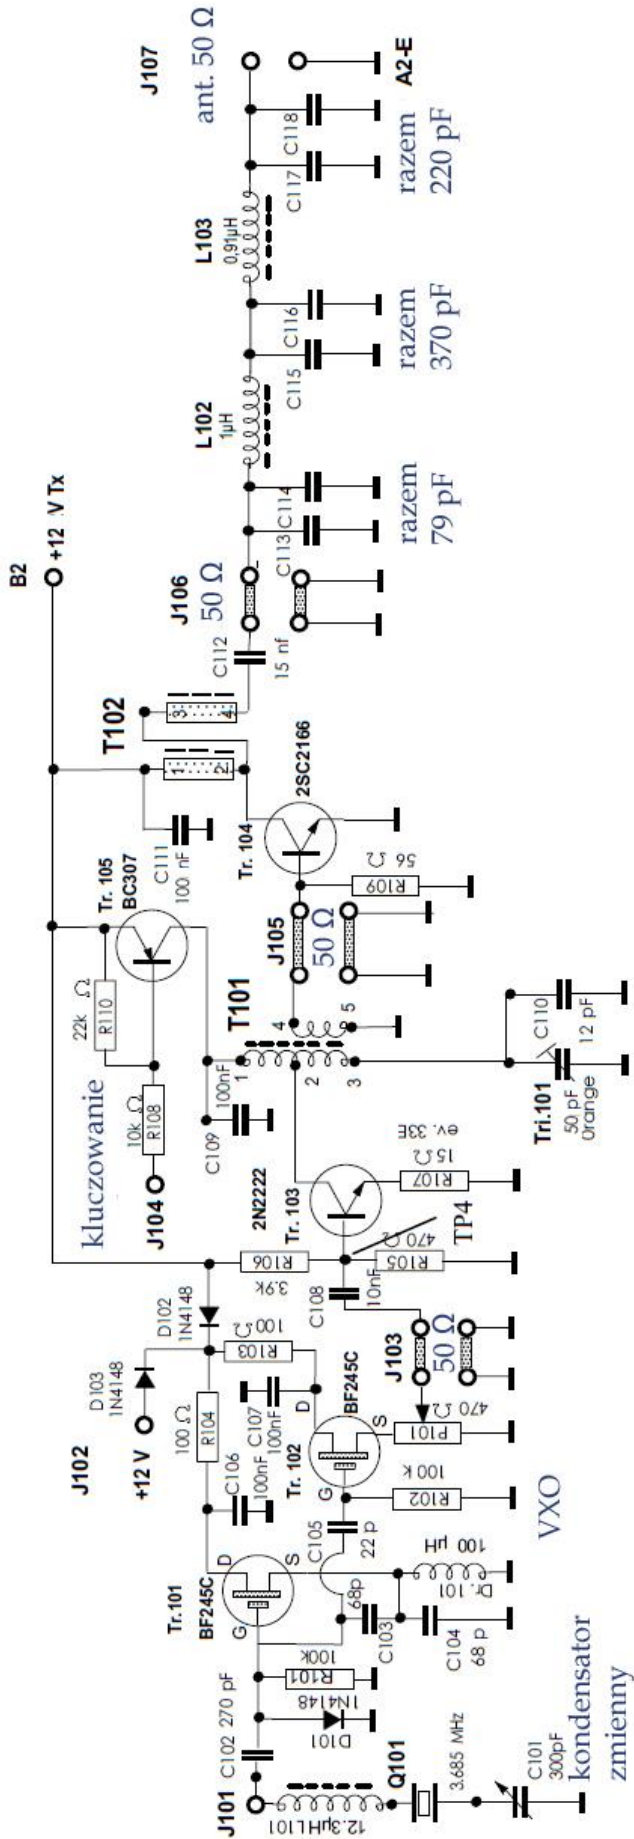 J101
12.3µH L101
Q101
3.685 MHz
C101
300pF
kondensator
zmienny
C102 270 pF
D101
1N4148
R101
100k
Tr.101
BF245C
G
D
S
C103
68p
C104
68 p
Dr.101
100 µH
VXO
C105
22 p
C106
100nF
R104
100 Ω
J102
+12 V
D103
1N4148
D102
1N4148
R103
100Ω
C107
100nF
D
G
S
Tr. 102
BF245C
R102
100 k
P101
470 Ω
J103
50 Ω
C108
10nF
R106
3.9k
R105
470 Ω
TP4
2N2222
Tr. 103
R107
15Ω
ev. 33E
kluczowanie
J104
10k Ω
R108
22k Ω
R110
Tr. 105
BC307
C109
100nF
T101
1
2
3
4
5
Tri.101
50 pF
Orange
C110
12 pF
J105
50 Ω
R109
56 Ω
Tr. 104
2SC2166
C111
100 nF
T102
1
2
3
4
C112
15 nf
J106
50 Ω
B2
+12 V Tx
C113
C114
razem
79 pF
L102
1µH
C115
C116
razem
370 pF
L103
0,91µH
C117
C118
razem
220 pF
J107
ant. 50 Ω
A2-E